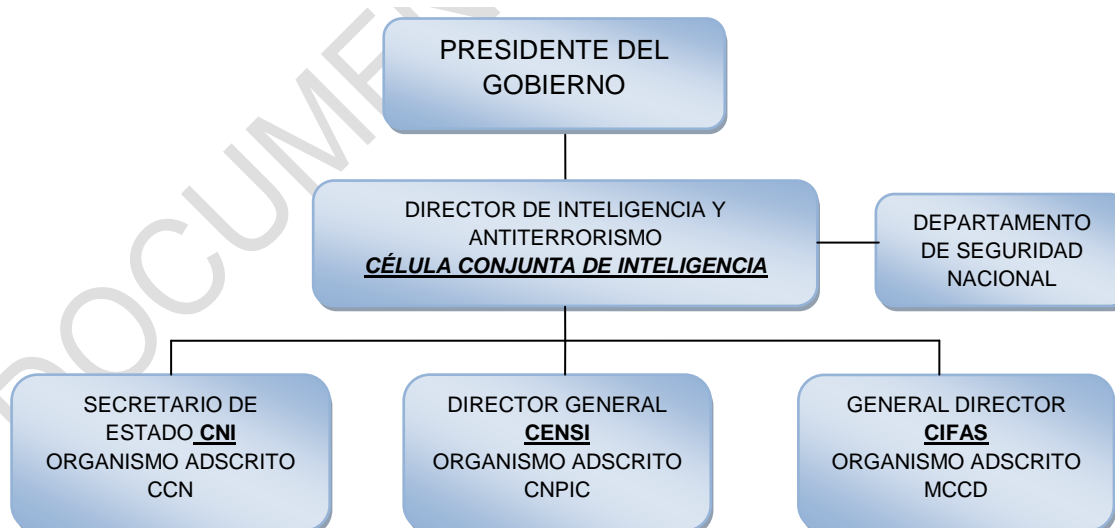 PRESIDENTE DEL
GOBIERNO
DIRECTOR DE INTELIGENCIA Y
ANTITERRORISMO
CÉLULA CONJUNTA DE INTELIGENCIA
DEPARTAMENTO
DE SEGURIDAD
NACIONAL
SECRETARIO DE
ESTADO CNI
ORGANISMO ADSCRITO
CCN
DIRECTOR GENERAL
CENSI
ORGANISMO ADSCRITO
CNPIC
GENERAL DIRECTOR
CIFAS
ORGANISMO ADSCRITO
MCCD